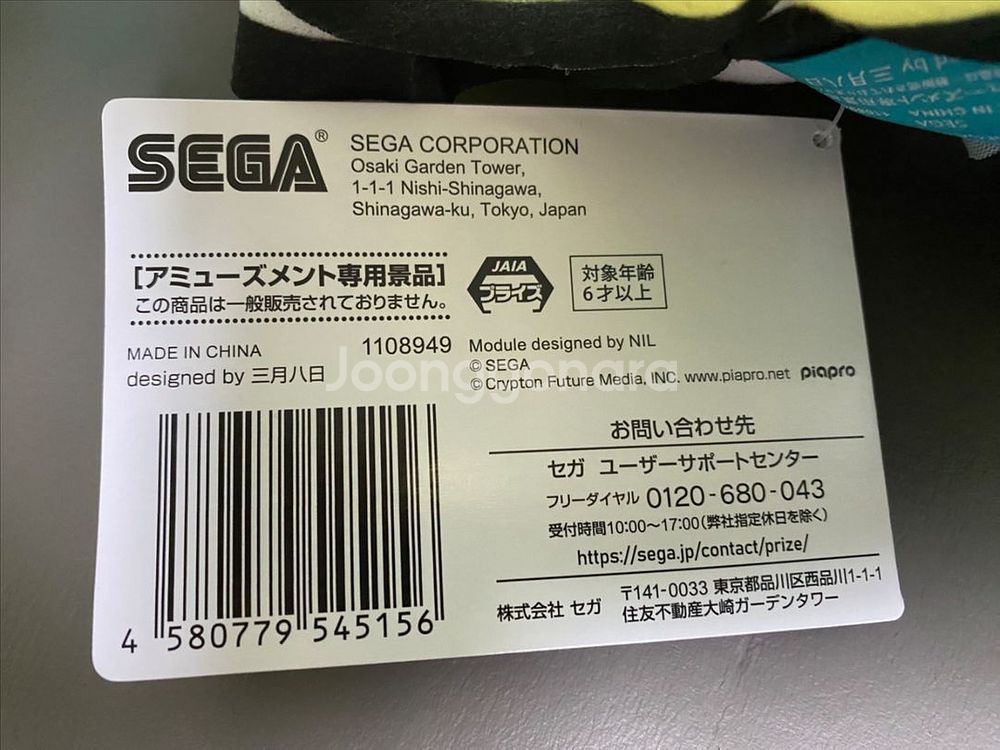 SEGA®
SEGA CORPORATION
Osaki Garden Tower,
1-1-1 Nishi-Shinagawa,
Shinagawa-ku, Tokyo, Japan
[アミューズメント専用景品]
この商品は一般販売されておりません。
JAIA
プライズ
対象年齢
6才以上
MADE IN CHINA 1108949
designed by 三月八日
Module designed by NIL
© SEGA
© Crypton Future Media, INC. www.piapro.net piapro
Joonggonara
4 580779 545156
お問い合わせ先
セガ ユーザーサポートセンター
フリーダイヤル 0120-680-043
受付時間10:00〜17:00(弊社指定休日を除く)
https://sega.jp/contact/prize/
株式会社 セガ
〒141-0033 東京都品川区西品川1-1-1
住友不動産大崎ガーデンタワー
by 三月八日
IN CHINA